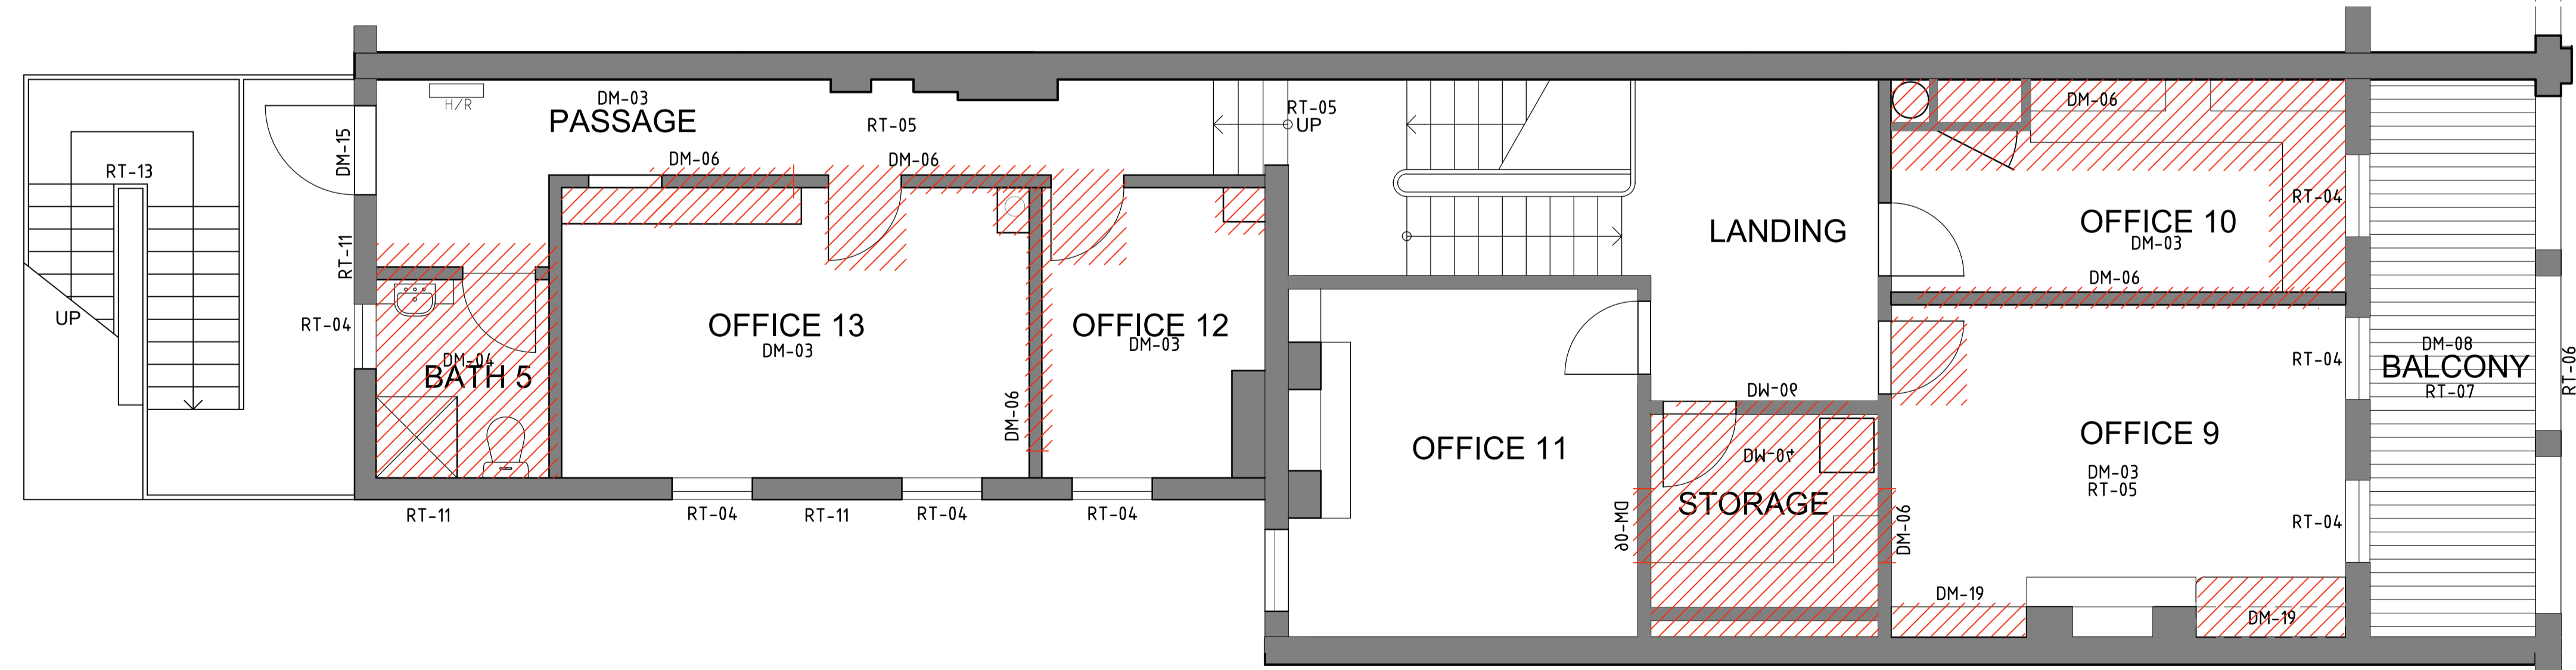 H/R
DM-03
PASSAGE
DM-15
RT-13
RT-11
UP
RT-04
RT-11
DM-04
BATH 5
DM-06
RT-05
DM-06
OFFICE 13
DM-03
DM-06
RT-04
RT-11
RT-04
OFFICE 12
DM-03
RT-04
RT-05
UP
LANDING
OFFICE 11
DM-06
DM-04
STORAGE
DM-06
DM-06
DM-06
OFFICE 10
DM-03
RT-04
DM-06
RT-04
OFFICE 9
DM-03
RT-05
RT-04
DM-19
DM-19
DM-08
BALCONY
RT-07
RT-06